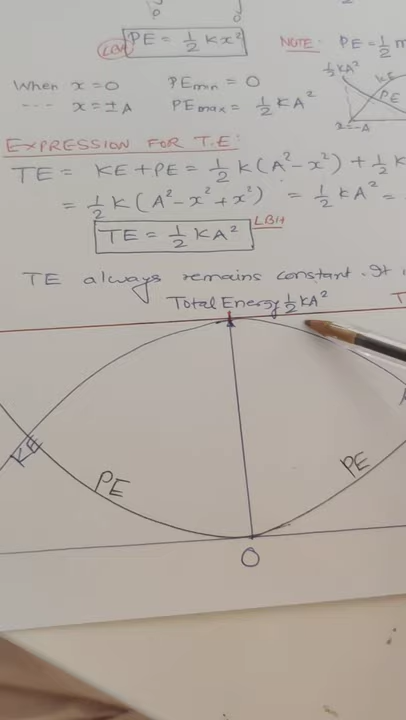 LBH PE = 1/2 Kx²
NOTE: PE = 1/2 m
When x = 0 PEmin = 0
--- x = ±A PEmax = 1/2 KA²
1/2 KA²
KE
PE
x=-A
EXPRESSION FOR T.E:
TE = KE + PE = 1/2 k(A² - x²) + 1/2 K
= 1/2 K(A² - x² + x²) = 1/2 KA² =
TE = 1/2 KA² LBH
TE always remains constant. It
Total Energy 1/2 KA²
T
KE
PE
PE
O